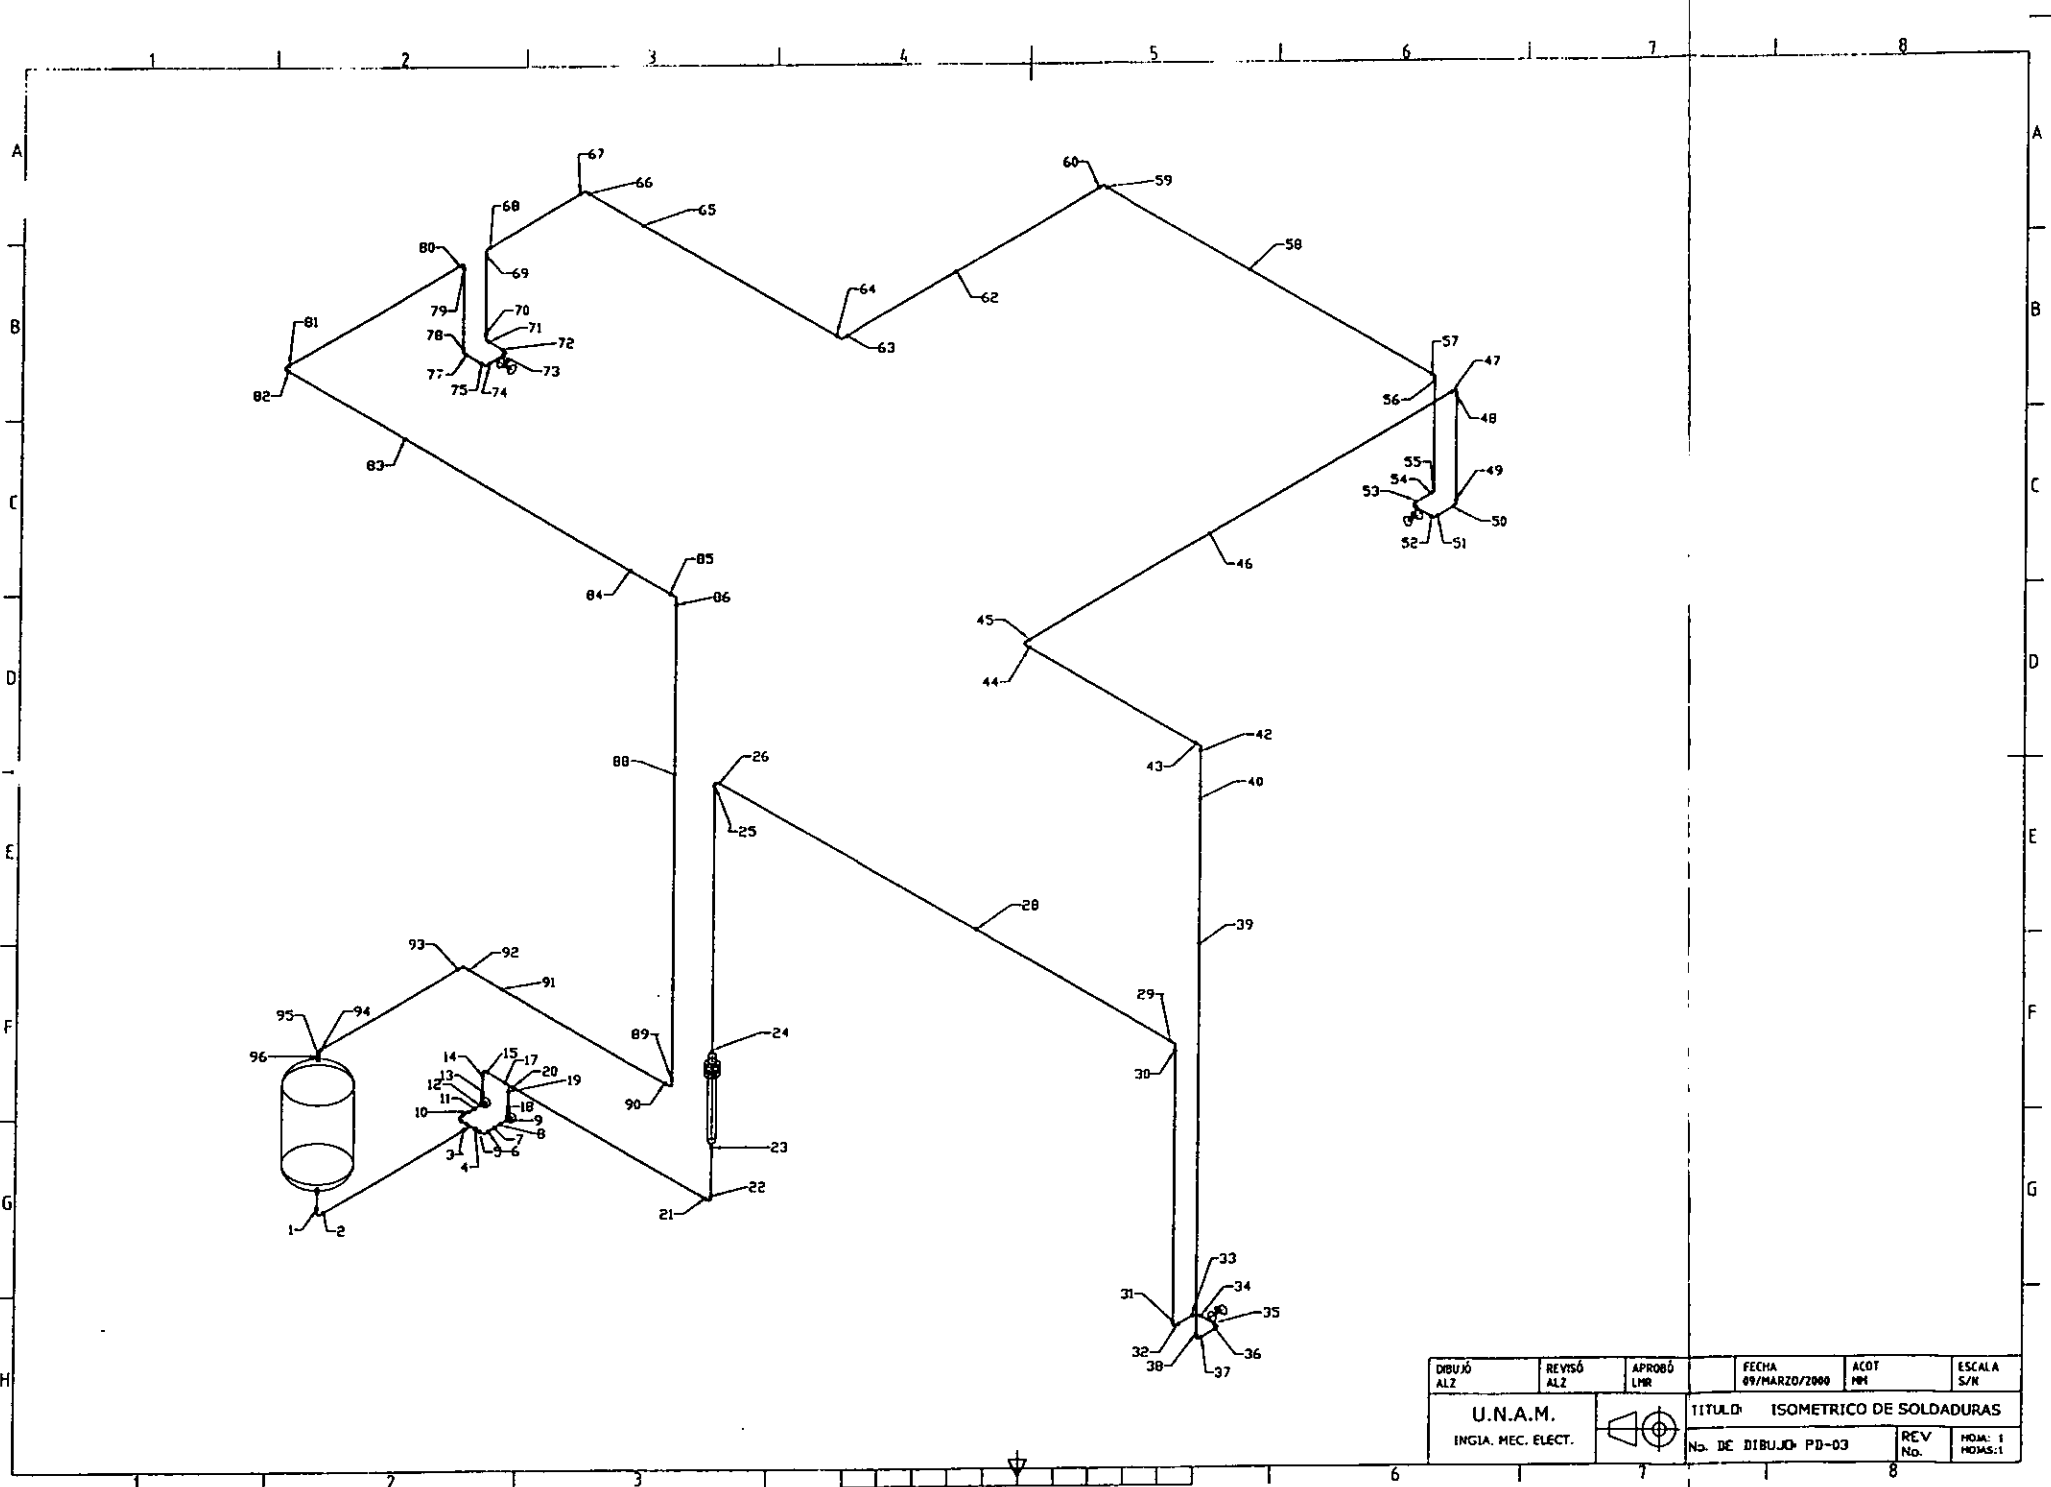 1 2 3 4 5 6 7 8
A A
67
60 59
66
68 65
80 58
69
79 64 62
B B
81 70
71
78 72 63 57
47
77 75 74 73
82 56 48
83 55 49
54
C 53 C
50
52 51
85 46
84 86
45
D 44 D
42
26 43
88 40
25
E E
28
39
93 92
91
29
95 94 89 24
F F
96 14 15 17 20 19 30
13
12
11 18
10 9 90
8
7
3 5 6 23
4
G 22 G
1 2 21
33
31 34
35
32 36
38 37
H
DIBUJÓ REVISÓ APROBÓ FECHA ACOT ESCALA
ALZ ALZ LMR 09/MARZO/2000 MM S/N
U.N.A.M. TITULO: ISOMETRICO DE SOLDADURAS
INGIA. MEC. ELECT. No. DE DIBUJO: PD-03 REV No. HOJA: 1 HOJAS:1
2 3 6 7 8